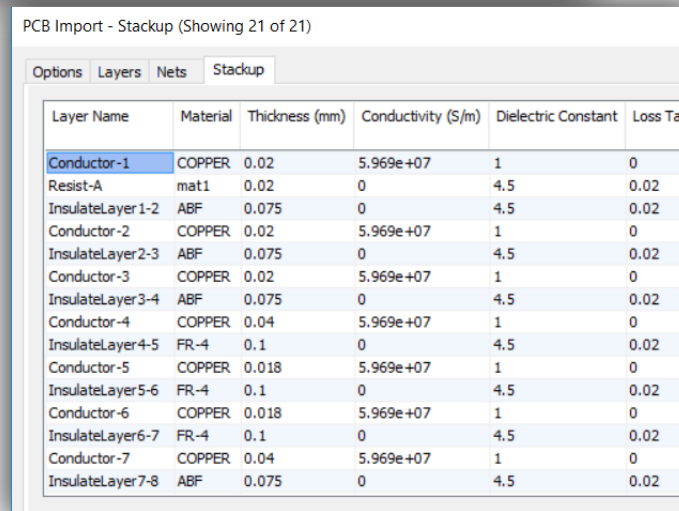 PCB Import - Stackup (Showing 21 of 21)
Options Layers Nets Stackup
Layer Name Material Thickness (mm) Conductivity (S/m) Dielectric Constant Loss Ta
Conductor-1 COPPER 0.02 5.969e+07 1 0
Resist-A mat1 0.02 0 4.5 0.02
InsulateLayer1-2 ABF 0.075 0 4.5 0.02
Conductor-2 COPPER 0.02 5.969e+07 1 0
InsulateLayer2-3 ABF 0.075 0 4.5 0.02
Conductor-3 COPPER 0.02 5.969e+07 1 0
InsulateLayer3-4 ABF 0.075 0 4.5 0.02
Conductor-4 COPPER 0.04 5.969e+07 1 0
InsulateLayer4-5 FR-4 0.1 0 4.5 0.02
Conductor-5 COPPER 0.018 5.969e+07 1 0
InsulateLayer5-6 FR-4 0.1 0 4.5 0.02
Conductor-6 COPPER 0.018 5.969e+07 1 0
InsulateLayer6-7 FR-4 0.1 0 4.5 0.02
Conductor-7 COPPER 0.04 5.969e+07 1 0
InsulateLayer7-8 ABF 0.075 0 4.5 0.02